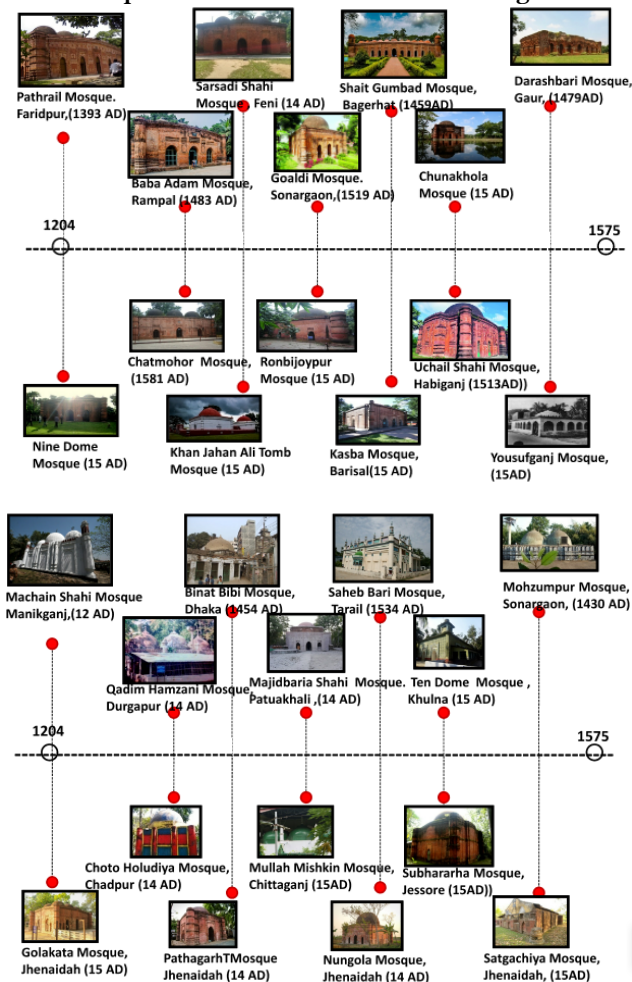 Pathrail Mosque.
Faridpur,(1393 AD)
Sarsadi Shahi
Mosque , Feni (14 AD)
Shait Gumbad Mosque,
Bagerhat (1459AD)
Darashbari Mosque,
Gaur, (1479AD)
Baba Adam Mosque,
Rampal (1483 AD)
Goaldi Mosque.
Sonargaon,(1519 AD)
Chunakhola
Mosque (15 AD)
1204
1575
Chatmohor Mosque,
(1581 AD)
Ronbijoypur
Mosque (15 AD)
Uchail Shahi Mosque,
Habiganj (1513AD))
Nine Dome
Mosque (15 AD)
Khan Jahan Ali Tomb
Mosque (15 AD)
Kasba Mosque,
Barisal(15 AD)
Yousufganj Mosque,
(15AD)
Machain Shahi Mosque
Manikganj,(12 AD)
Binat Bibi Mosque,
Dhaka (1454 AD)
Saheb Bari Mosque,
Tarail (1534 AD)
Mohzumpur Mosque,
Sonargaon, (1430 AD)
Qadim Hamzani Mosque,
Durgapur (14 AD)
Majidbaria Shahi Mosque.
Patuakhali ,(14 AD)
Ten Dome Mosque ,
Khulna (15 AD)
1204
1575
Choto Holudiya Mosque,
Chadpur (14 AD)
Mullah Mishkin Mosque,
Chittaganj (15AD)
Subhararha Mosque,
Jessore (15AD))
Golakata Mosque,
Jhenaidah (15 AD)
PathagarhTMosque
Jhenaidah (14 AD)
Nungola Mosque,
Jhenaidah (14 AD)
Satgachiya Mosque,
Jhenaidah, (15AD)